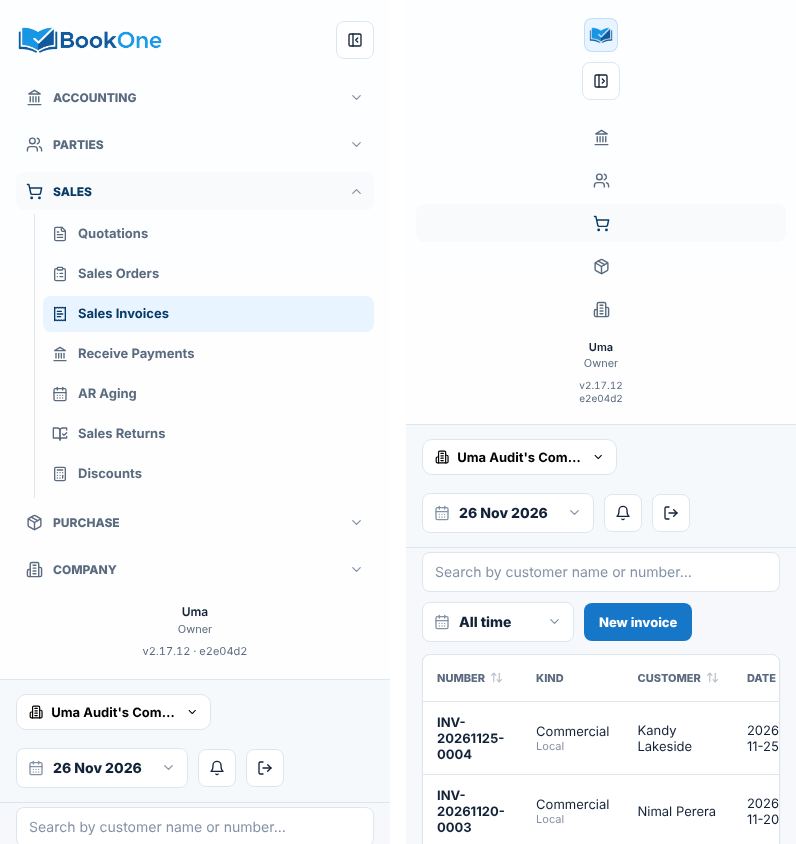 BookOne
ACCOUNTING
PARTIES
SALES
Quotations
Sales Orders
Sales Invoices
Receive Payments
AR Aging
Sales Returns
Discounts
PURCHASE
COMPANY
Uma
Owner
v2.17.12 · e2e04d2
Uma Audit's Com...
26 Nov 2026
Search by customer name or number...
Uma
Owner
v2.17.12
e2e04d2
Uma Audit's Com...
26 Nov 2026
Search by customer name or number...
All time
New invoice
NUMBER KIND CUSTOMER DATE
INV-
20261125-
0004
Commercial
Local
Kandy
Lakeside
2026
11-25
INV-
20261120-
0003
Commercial
Local
Nimal Perera
2026
11-20